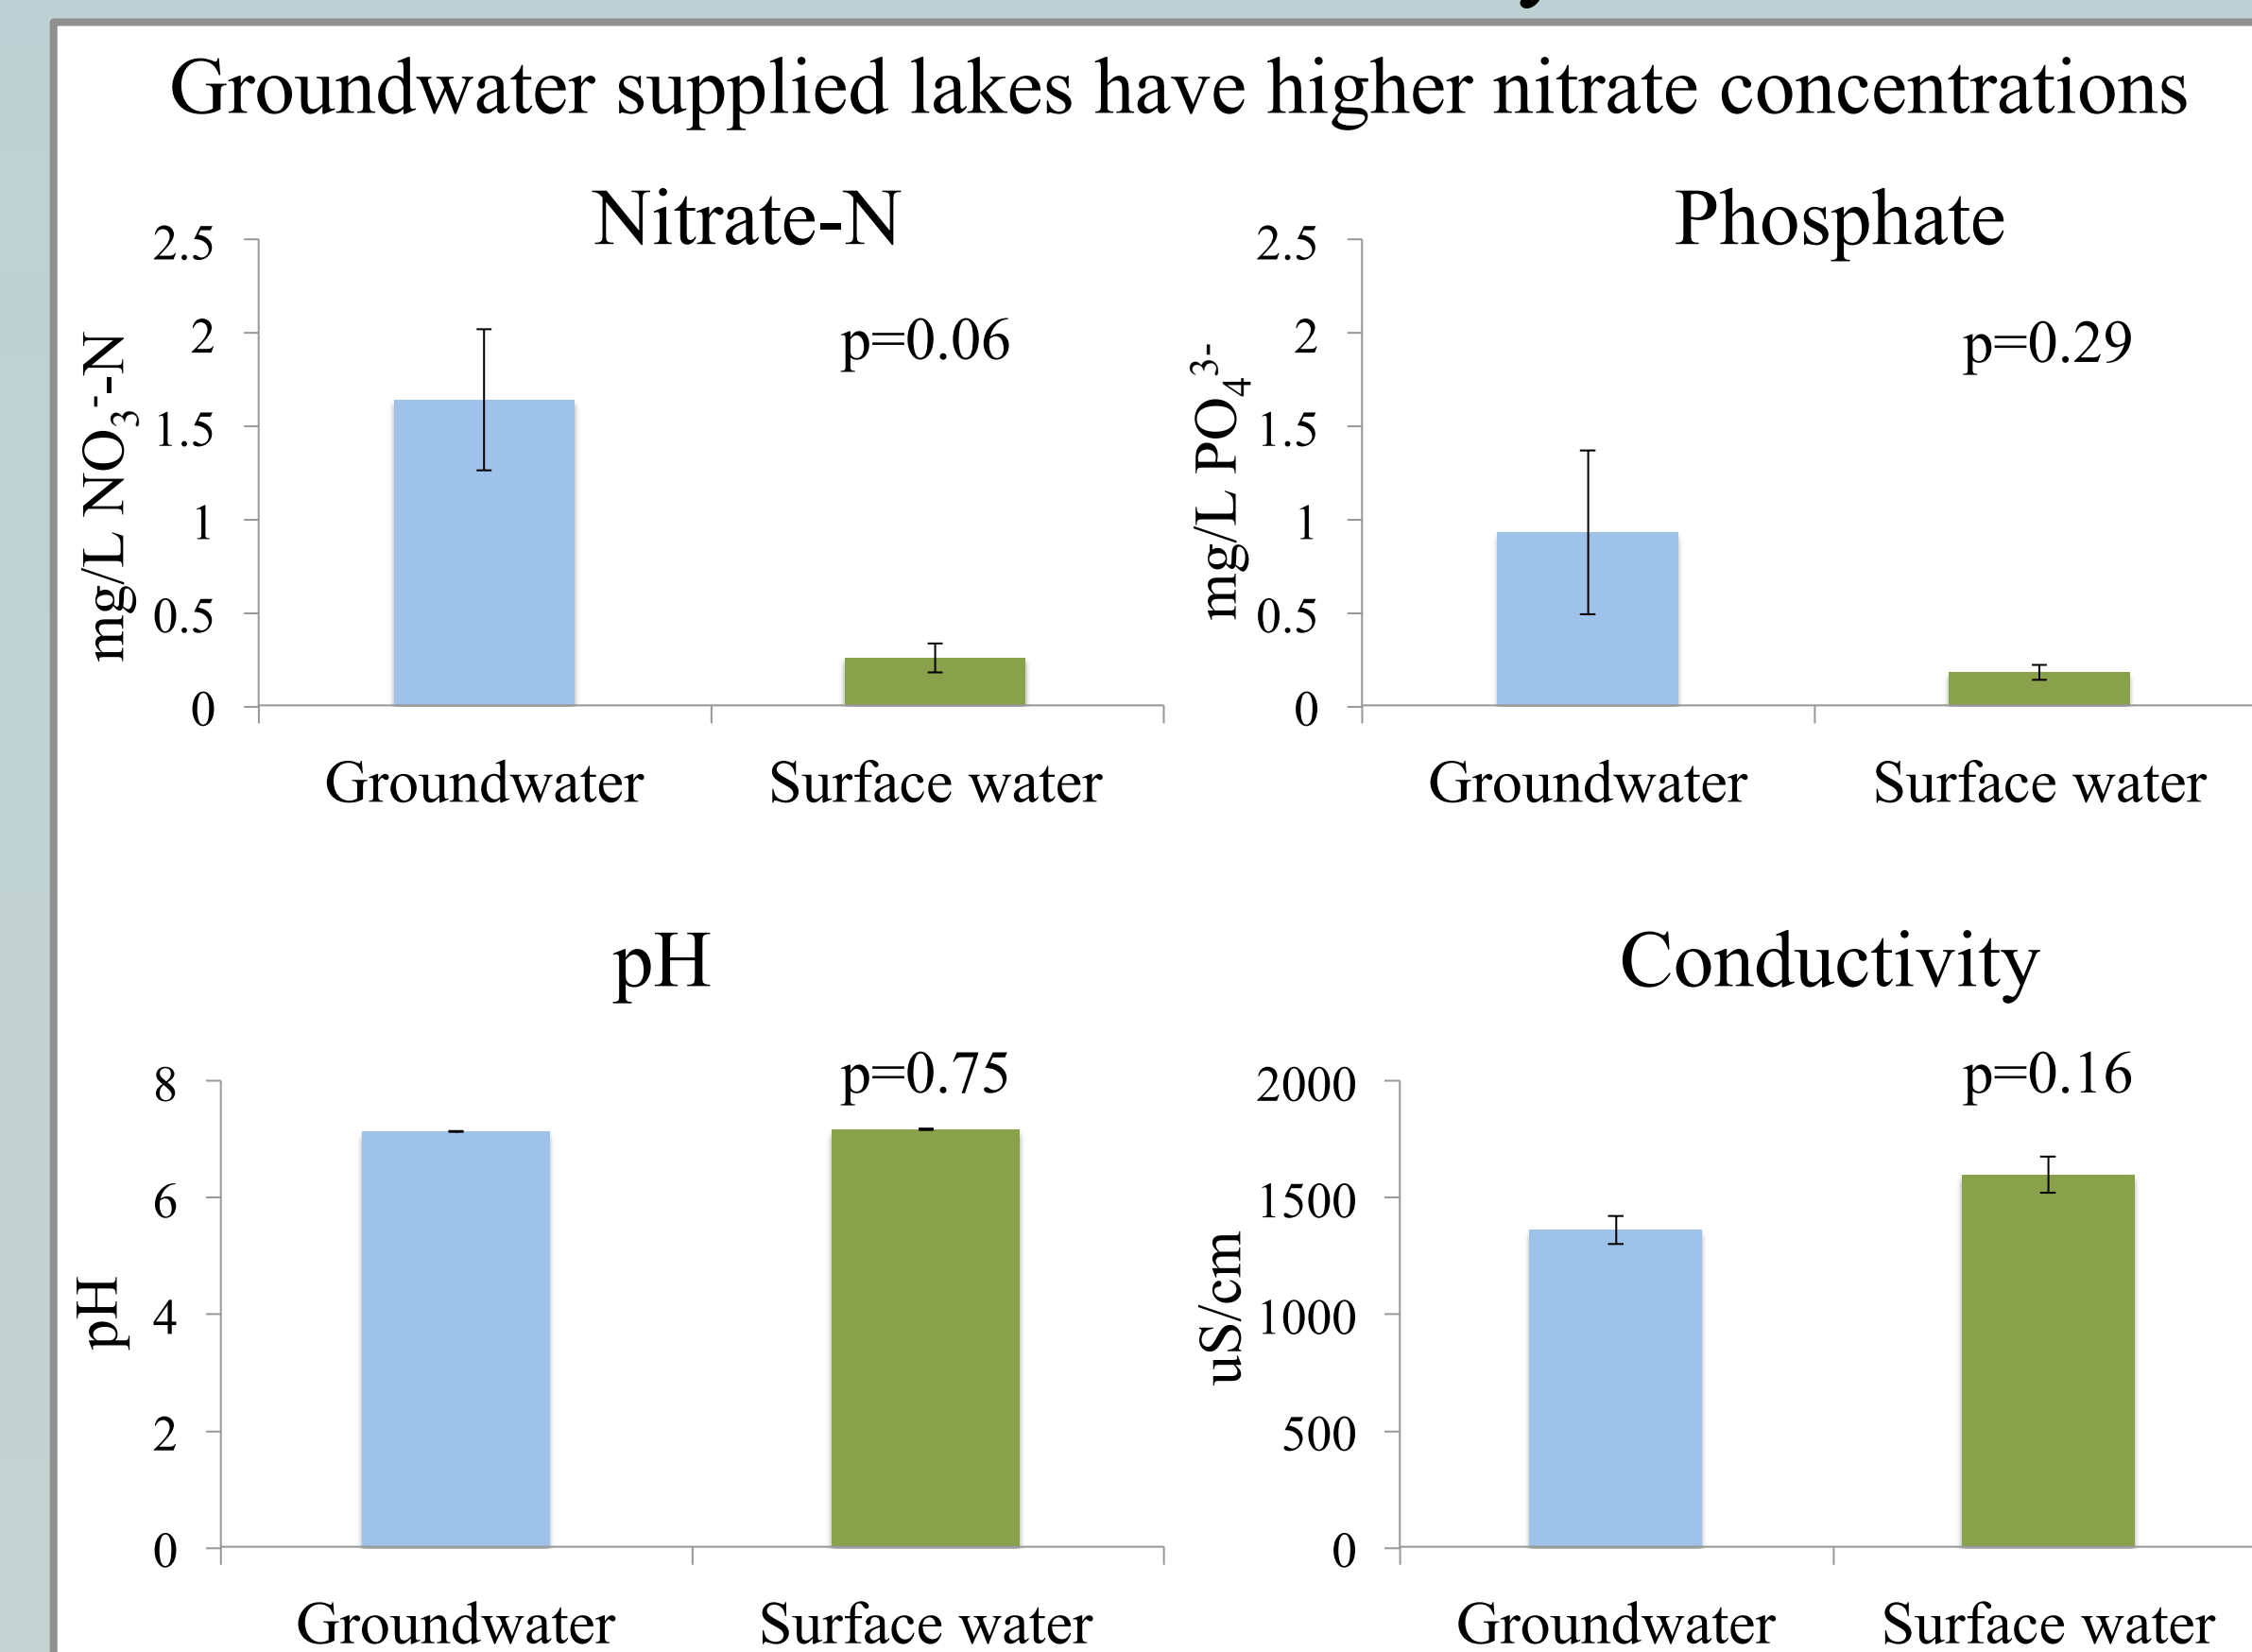 Groundwater supplied lakes have higher nitrate concentrations
Nitrate-N
2.5
2
1.5
1
0.5
0
mg/L NO₃⁻-N
p=0.06
Groundwater
Surface water
Phosphate
2.5
2
1.5
1
0.5
0
mg/L PO₄³⁻
p=0.29
Groundwater
Surface water
pH
8
6
4
2
0
pH
p=0.75
Groundwater
Surface water
Conductivity
2000
1500
1000
500
0
uS/cm
p=0.16
Groundwater
Surface water